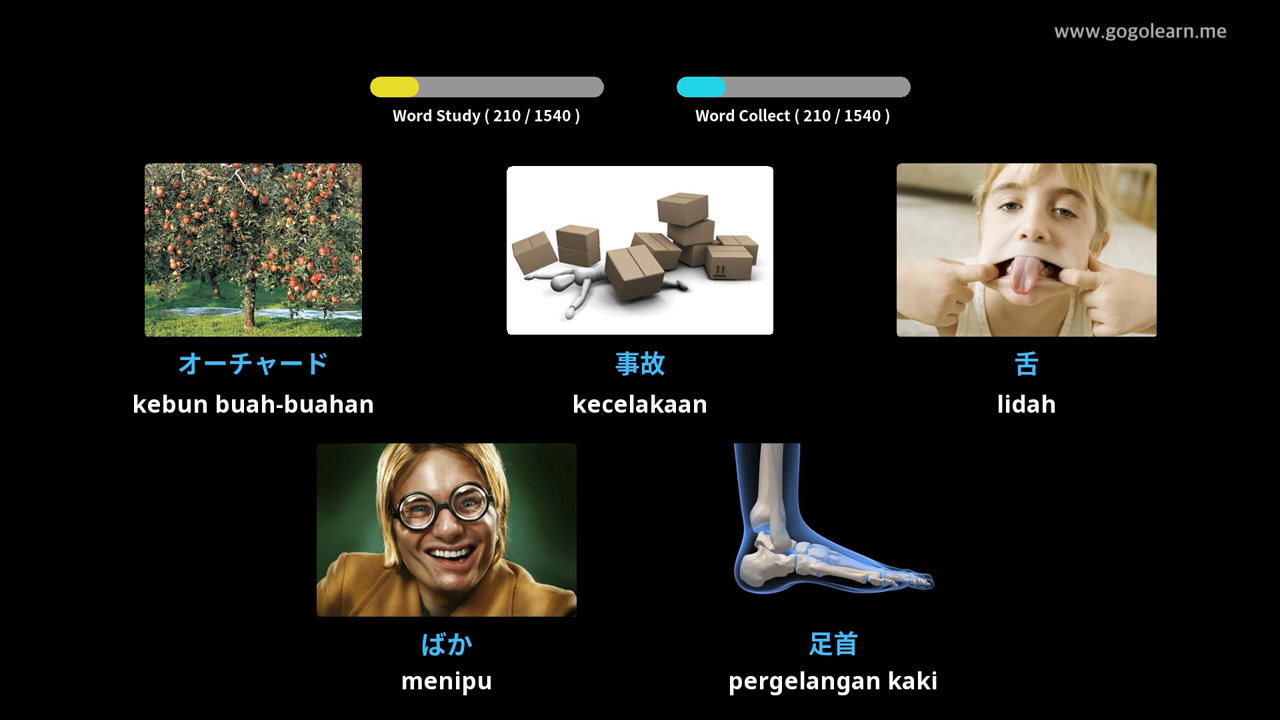 www.gogolearn.me
Word Study ( 210 / 1540 )
Word Collect ( 210 / 1540 )
オーチャード
kebun buah-buahan
事故
kecelakaan
舌
lidah
ばか
menipu
足首
pergelangan kaki